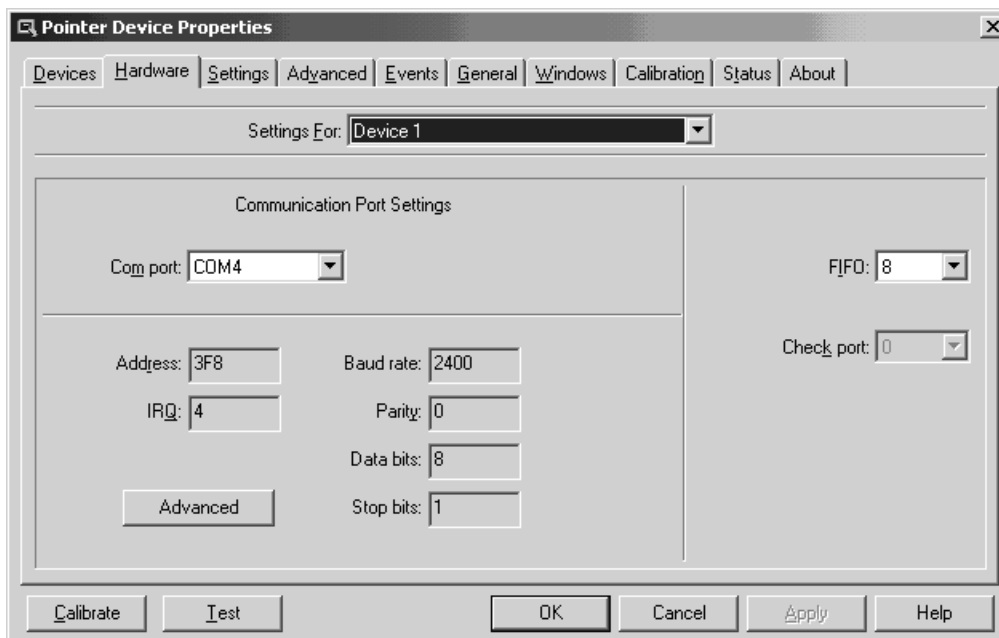 Pointer Device Properties
Devices Hardware Settings Advanced Events General Windows Calibration Status About
Settings For: Device 1
Communication Port Settings
Com port: COM4
FIFO: 8
Check port: 0
Address: 3F8 Baud rate: 2400
IRQ: 4 Parity: 0
Data bits: 8
Advanced Stop bits: 1
Calibrate Test OK Cancel Apply Help